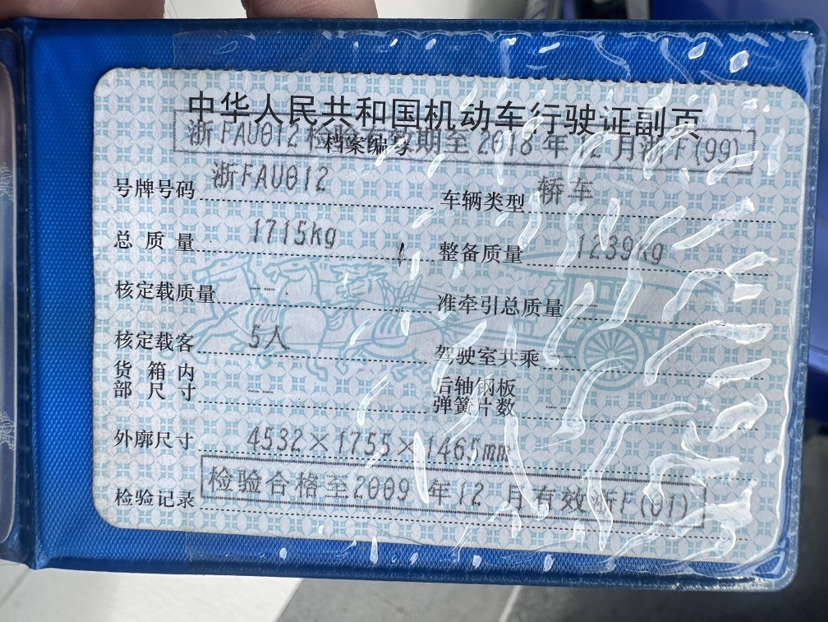 中华人民共和国机动车行驶证副页
浙FAU012 检验有效期至2018年12月浙F(99)
档案编号
号牌号码 浙FAU012 车辆类型 轿车
总质量 1715kg 整备质量 1239kg
核定载质量 -- 准牵引总质量 --
核定载客 5人 驾驶室共乘 --
货箱内部尺寸 -- 后轴钢板弹簧片数 --
外廓尺寸 4532×1755×1465mm
检验记录 检验合格至2009年12月有效浙F(01)